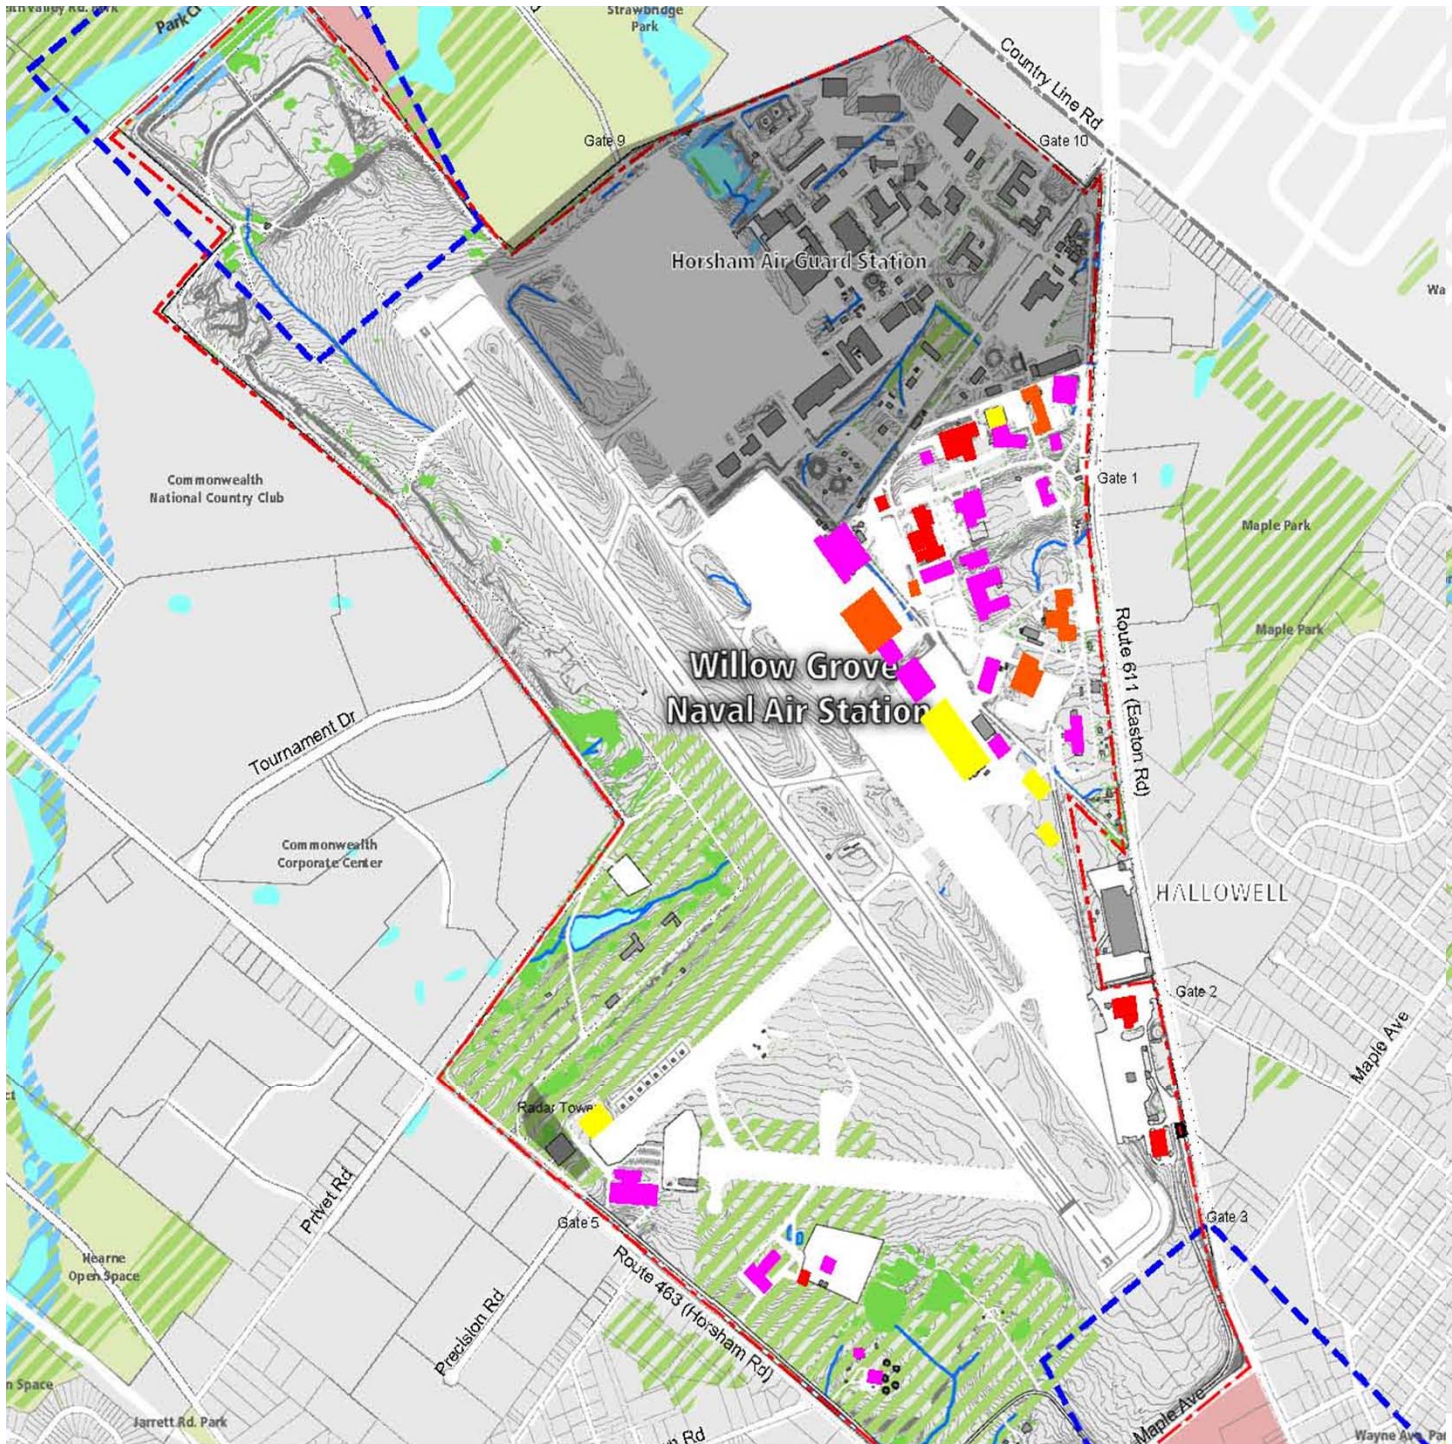 Park
Strawbridge
Park
Country Line Rd
Gate 9
Gate 10
Horsham Air Guard Station
Wa
Commonwealth
National Country Club
Gate 1
Maple Park
Maple Park
Route 611 (Easton Rd)
Willow Grove
Naval Air Station
Tournament Dr
Commonwealth
Corporate Center
HALLOWELL
Gate 2
Maple Ave
Radar Tower
Privet Rd
Gate 5
Gate 3
Hearne
Open Space
Route 463 (Horsham Rd)
Precision Rd
n Space
Jarrett Rd. Park
Rd
Maple Ave
Wayne Ave. Pa